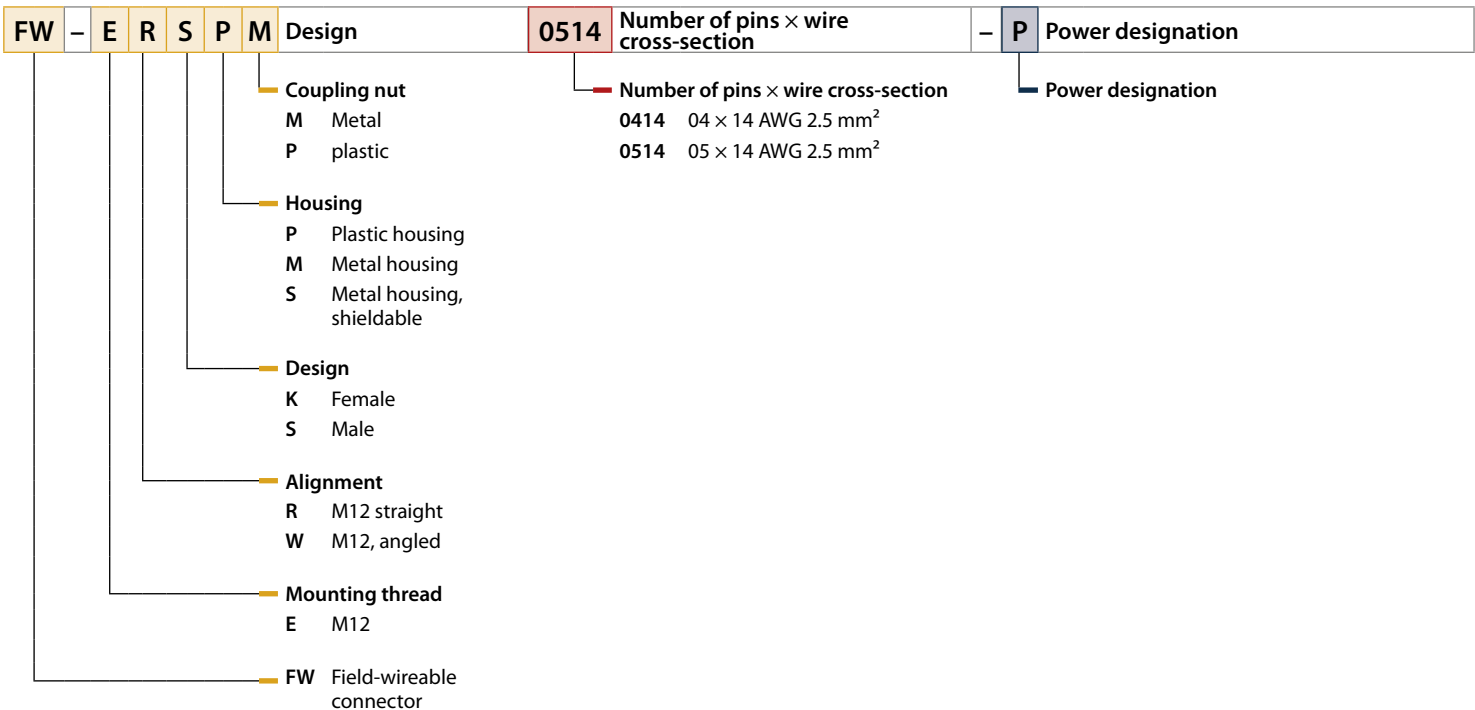 FW – E R S P M Design 0514 Number of pins × wire cross-section – P Power designation
Coupling nut
M Metal
P plastic
Number of pins × wire cross-section
0414 04 × 14 AWG 2.5 mm²
0514 05 × 14 AWG 2.5 mm²
Power designation
Housing
P Plastic housing
M Metal housing
S Metal housing,
shieldable
Design
K Female
S Male
Alignment
R M12 straight
W M12, angled
Mounting thread
E M12
FW Field-wireable
connector